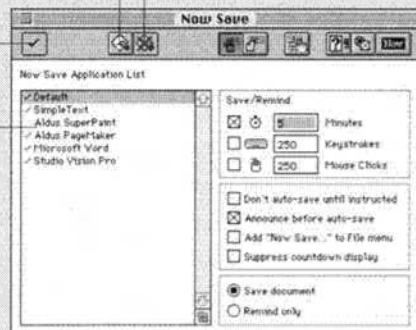 Now Save
Now Save Application List
Default
SimpleText
Aldus SuperPaint
Aldus PageMaker
Microsoft Word
Studio Vision Pro
Save/Remind
5 Minutes
250 Keystrokes
250 Mouse Clicks
Don't auto-save until instructed
Announce before auto-save
Add "Now Save..." to File menu
Suppress countdown display
Save document
Remind only